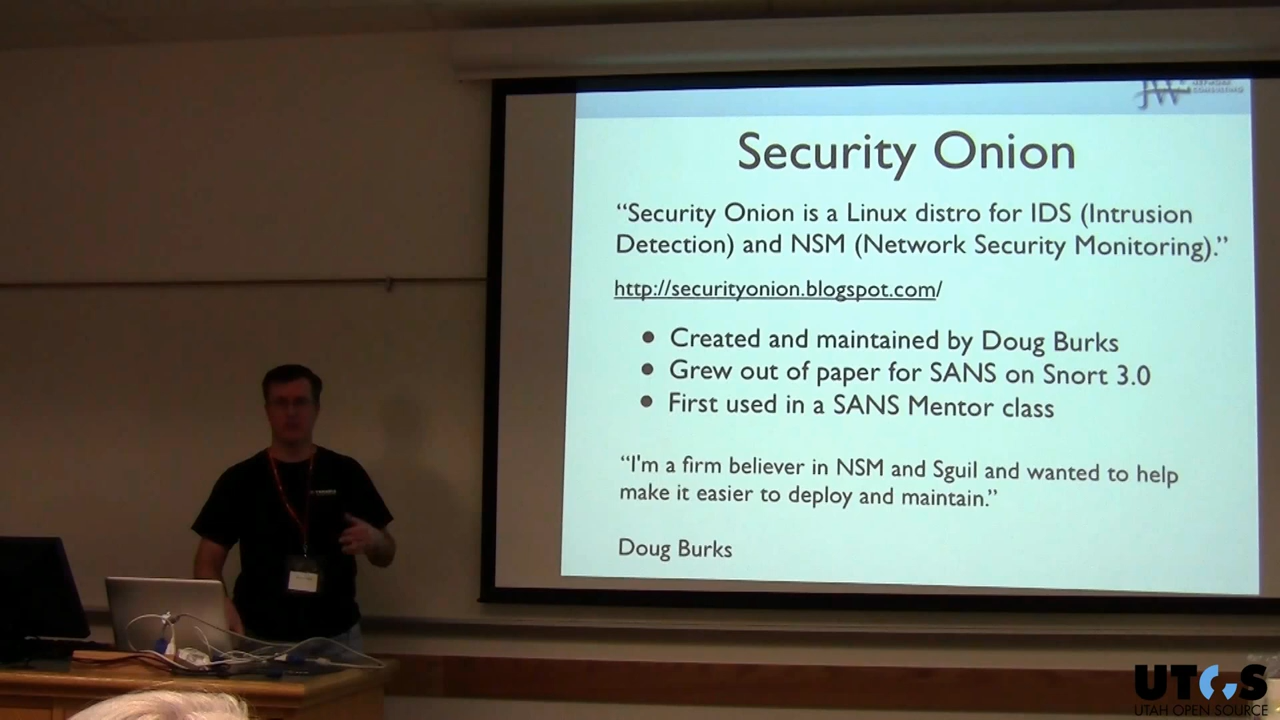 NETWORK
CONSULTING
Security Onion
“Security Onion is a Linux distro for IDS (Intrusion
Detection) and NSM (Network Security Monitoring).”
http://securityonion.blogspot.com/
• Created and maintained by Doug Burks
• Grew out of paper for SANS on Snort 3.0
• First used in a SANS Mentor class
“I'm a firm believer in NSM and Sguil and wanted to help
make it easier to deploy and maintain.”
Doug Burks
UTOS
UTAH OPEN SOURCE